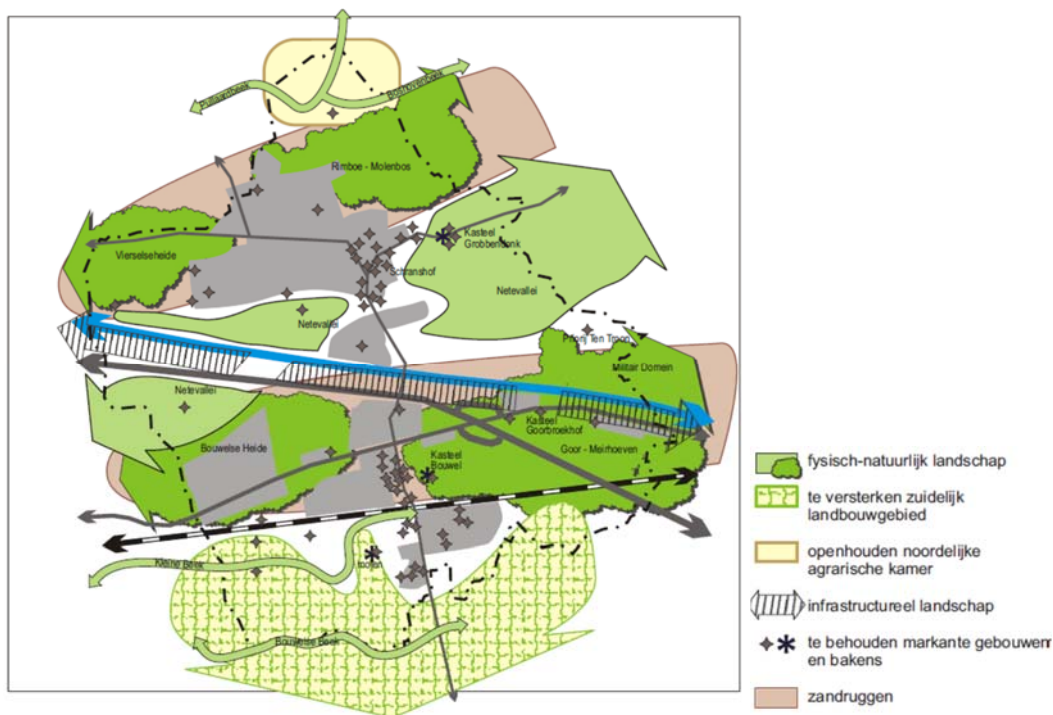 Boshovenbeek
Rimboe - Molenbos
Kasteel
Grobbendonk
Vierselseheide
Schranshof
Netevallei
Netevallei
Priorij Ten Troon
Militair Domein
Netevallei
Kasteel
Goorbroekhof
Bouwelse Heide
Kasteel
Bouwel
Goor - Meirhoeven
fysisch-natuurlijk landschap
te versterken zuidelijk
landbouwgebied
openhouden noordelijke
agrarische kamer
Kleine Beek
infrastructureel landschap
Bouwelse Beek
te behouden markante gebouwen
en bakens
zandruggen